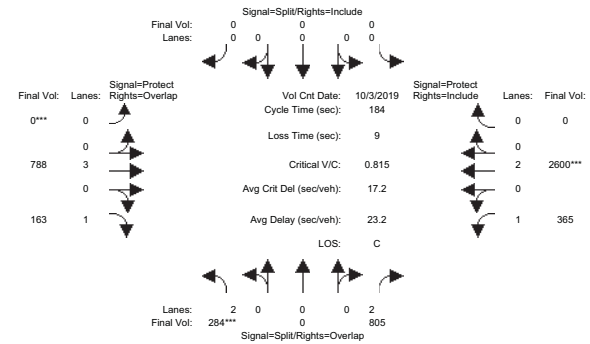 Signal=Split/Rights=Include
Final Vol: 0 0 0
Lanes: 0 0 0 0 0
Signal=Protect
Final Vol: Lanes: Rights=Overlap
Vol Cnt Date: 10/3/2019
Signal=Protect
Rights=Include Lanes: Final Vol:
Cycle Time (sec): 184
0*** 0
0 0
Loss Time (sec): 9
0
0
788 3
Critical V/C: 0.815
2 2600***
0
Avg Crit Del (sec/veh): 17.2
0
163 1
Avg Delay (sec/veh): 23.2
1 365
LOS: C
Lanes: 2 0 0 0 2
Final Vol: 284*** 0 805
Signal=Split/Rights=Overlap